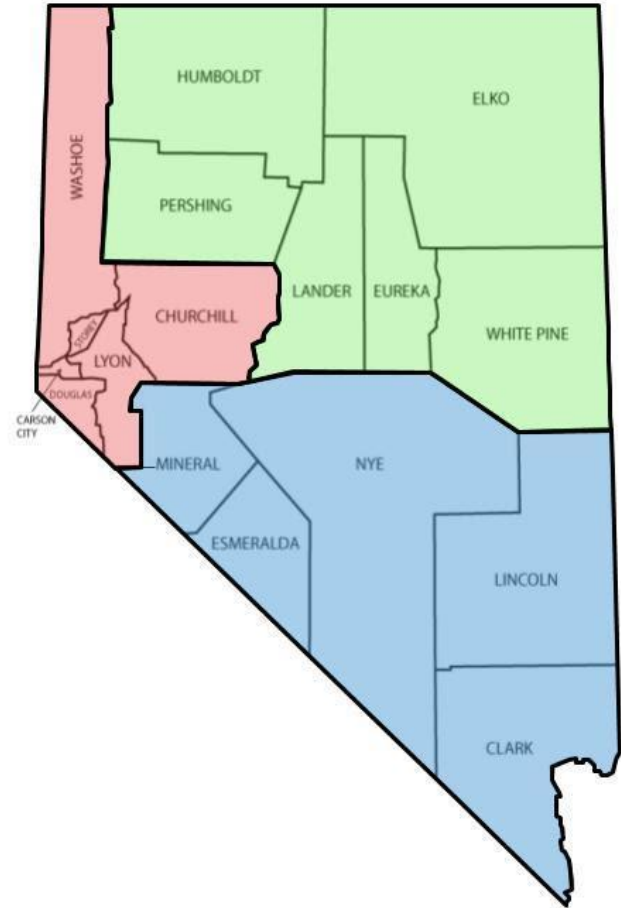 HUMBOLDT
ELKO
WASHOE
PERSHING
LANDER
EUREKA
CHURCHILL
STOREY
WHITE PINE
LYON
DOUGLAS
CARSON
CITY
MINERAL
NYE
ESMERALDA
LINCOLN
CLARK